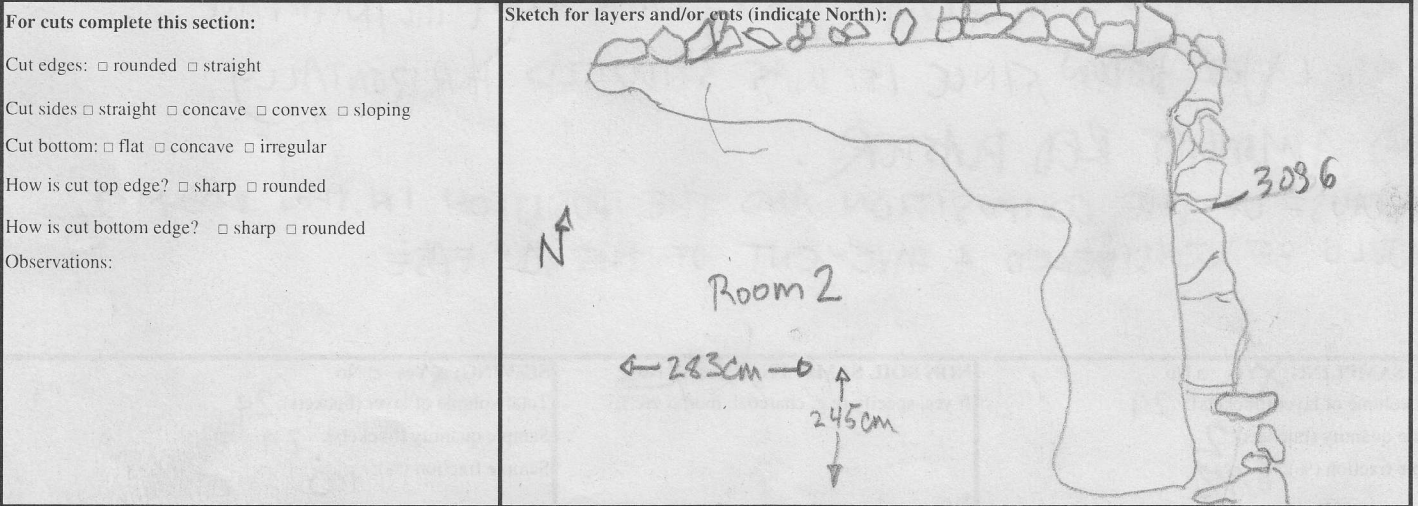 For cuts complete this section:
Cut edges: □ rounded □ straight
Cut sides □ straight □ concave □ convex □ sloping
Cut bottom: □ flat □ concave □ irregular
How is cut top edge? □ sharp □ rounded
How is cut bottom edge? □ sharp □ rounded
Observations:
Sketch for layers and/or cuts (indicate North):
3096
N
Room 2
283cm
245cm